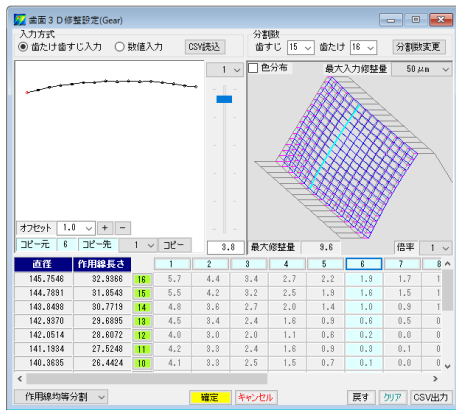 歯面３Ｄ修整設定(Gear)
入力方式
歯たけ歯すじ入力 数値入力 CSV読込
分割数
歯すじ 15 歯たけ 16 分割数変更
1 色分布 最大入力修整量 50μm
オフセット 1.0 + -
コピー元 6 コピー先 1 コピー 3.8 最大修整量 9.6 倍率 1
直径 作用線長さ 1 2 3 4 5 6 7 8
145.7546 32.9366 16 5.7 4.4 3.4 2.7 2.2 1.9 1.7 1
144.7891 31.8543 15 5.5 4.2 3.2 2.5 1.9 1.6 1.5 1
143.8498 30.7719 14 4.8 3.6 2.7 2.0 1.4 1.0 0.9 1
142.9370 29.6895 13 4.5 3.4 2.4 1.6 0.9 0.6 0.5 0
142.0514 28.6072 12 4.0 3.0 2.0 1.1 0.6 0.2 0.0 0
141.1934 27.5248 11 4.2 3.3 2.4 1.6 0.9 0.3 0.1 0
140.3635 26.4424 10 4.1 3.3 2.5 1.5 0.7 0.1 0.0 0
作用線均等分割 確定 キャンセル 戻す クリア CSV出力